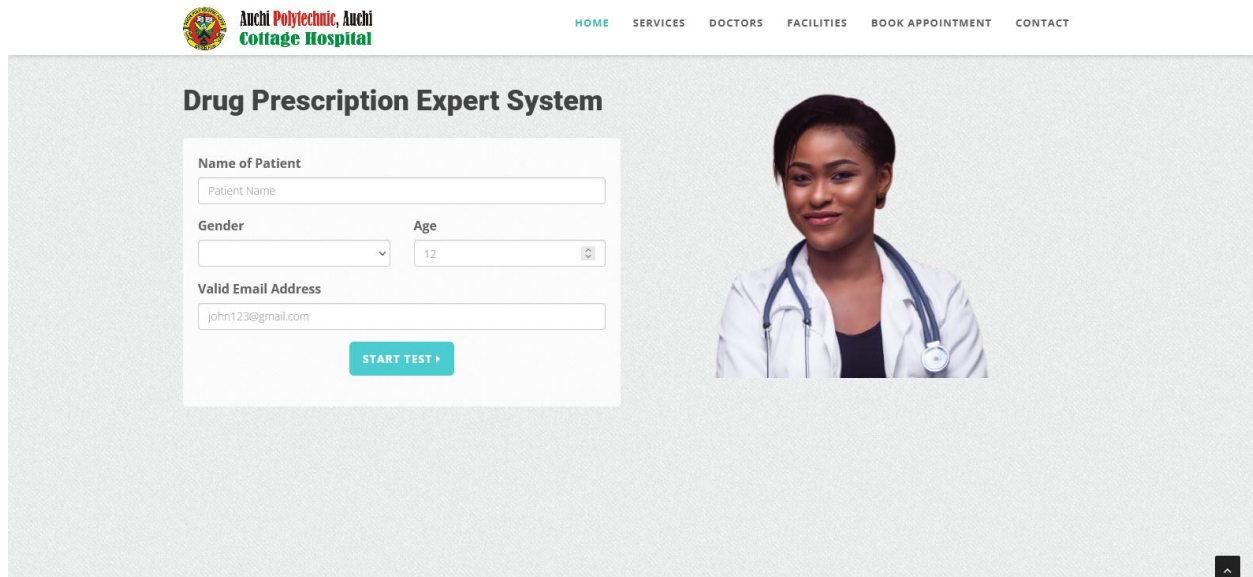 Auchi Polytechnic, Auchi
Cottage Hospital
HOME SERVICES DOCTORS FACILITIES BOOK APPOINTMENT CONTACT
Drug Prescription Expert System
Name of Patient
Patient Name
Gender Age
12
Valid Email Address
john123@gmail.com
START TEST